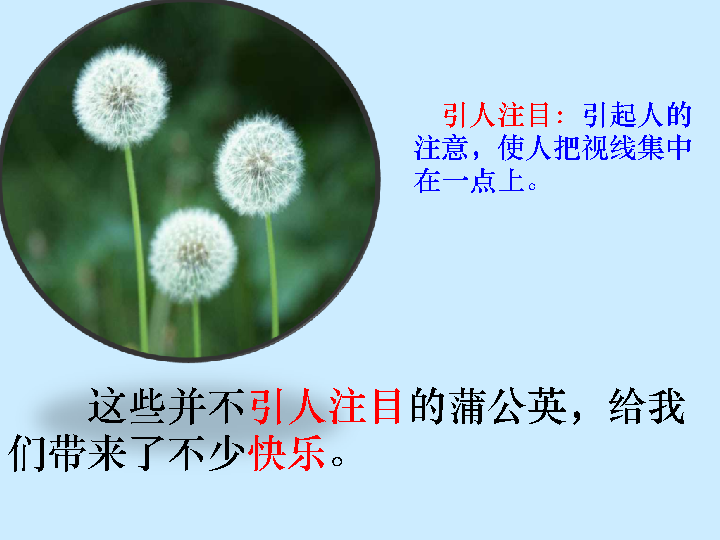 引人注目：引起人的
注意，使人把视线集中
在一点上。
这些并不引人注目的蒲公英，给我
们带来了不少快乐。